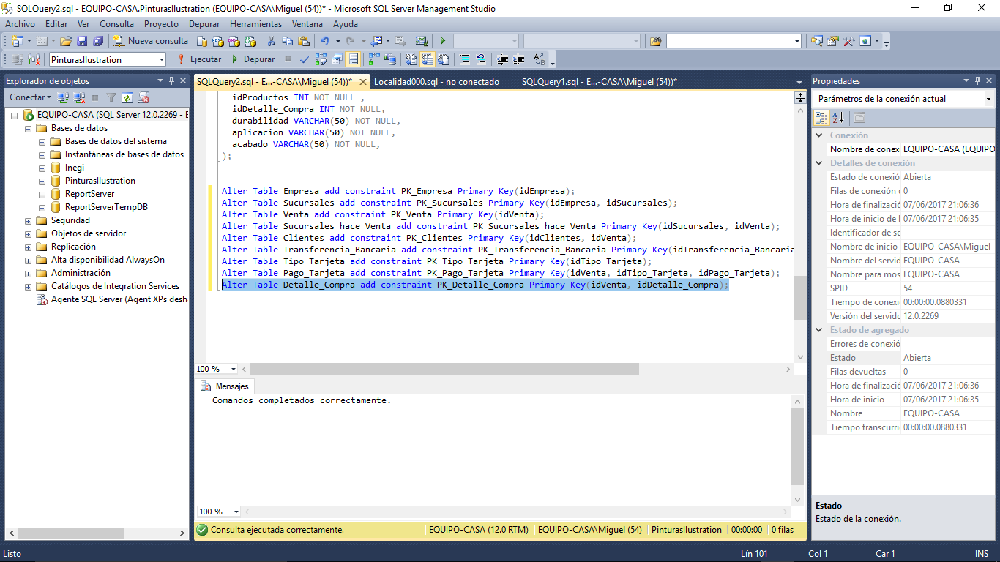 SQLQuery2.sql - EQUIPO-CASA.PinturasIlustration (EQUIPO-CASA\Miguel (54))* - Microsoft SQL Server Management Studio
Archivo Editar Ver Consulta Proyecto Depurar Herramientas Ventana Ayuda
Nueva consulta
PinturasIlustration Ejecutar Depurar
Explorador de objetos
Conectar
EQUIPO-CASA (SQL Server 12.0.2269 - E
Bases de datos
Bases de datos del sistema
Instantáneas de bases de datos
Inegi
PinturasIlustration
ReportServer
ReportServerTempDB
Seguridad
Objetos de servidor
Replicación
Alta disponibilidad AlwaysOn
Administración
Catálogos de Integration Services
Agente SQL Server (Agent XPs desh
SQLQuery2.sql - E...-CASA\Miguel (54))* Localidad000.sql - no conectado SQLQuery1.sql - E...-CASA\Miguel (54))*
idProductos INT NOT NULL ,
idDetalle_Compra INT NOT NULL,
durabilidad VARCHAR(50) NOT NULL,
aplicacion VARCHAR(50) NOT NULL,
acabado VARCHAR(50) NOT NULL,
);
Alter Table Empresa add constraint PK_Empresa Primary Key(idEmpresa);
Alter Table Sucursales add constraint PK_Sucursales Primary Key(idEmpresa, idSucursales);
Alter Table Venta add constraint PK_Venta Primary Key(idVenta);
Alter Table Sucursales_hace_Venta add constraint PK_Sucursales_hace_Venta Primary Key(idSucursales, idVenta);
Alter Table Clientes add constraint PK_Clientes Primary Key(idClientes, idVenta);
Alter Table Transferencia_Bancaria add constraint PK_Transferencia_Bancaria Primary Key(idTransferencia_Bancaria
Alter Table Tipo_Tarjeta add constraint PK_Tipo_Tarjeta Primary Key(idTipo_Tarjeta);
Alter Table Pago_Tarjeta add constraint PK_Pago_Tarjeta Primary Key(idVenta, idTipo_Tarjeta, idPago_Tarjeta);
Alter Table Detalle_Compra add constraint PK_Detalle_Compra Primary Key(idVenta, idDetalle_Compra);
100 %
Mensajes
Comandos completados correctamente.
100 %
Consulta ejecutada correctamente. EQUIPO-CASA (12.0 RTM) EQUIPO-CASA\Miguel (54) PinturasIlustration 00:00:00 0 filas
Propiedades
Parámetros de la conexión actual
Conexión
Nombre de conex EQUIPO-CASA (EQUIPO
Detalles de conexión
Estado de conexió Abierta
Filas de conexión 0
Hora de finalizació 07/06/2017 21:06:36
Hora de inicio de 07/06/2017 21:06:35
Identificador de se
Nombre de inicio EQUIPO-CASA\Miguel
Nombre del servid EQUIPO-CASA
Nombre para mos EQUIPO-CASA
SPID 54
Tiempo de conexi 00:00:00.0880331
Versión del servido 12.0.2269
Estado de agregado
Errores de conexió
Estado Abierta
Filas devueltas 0
Hora de finalizació 07/06/2017 21:06:36
Hora de inicio 07/06/2017 21:06:35
Nombre EQUIPO-CASA
Tiempo transcurri 00:00:00.0880331
Estado
Estado de la conexión.
Listo Lín 101 Col 1 Car 1 INS